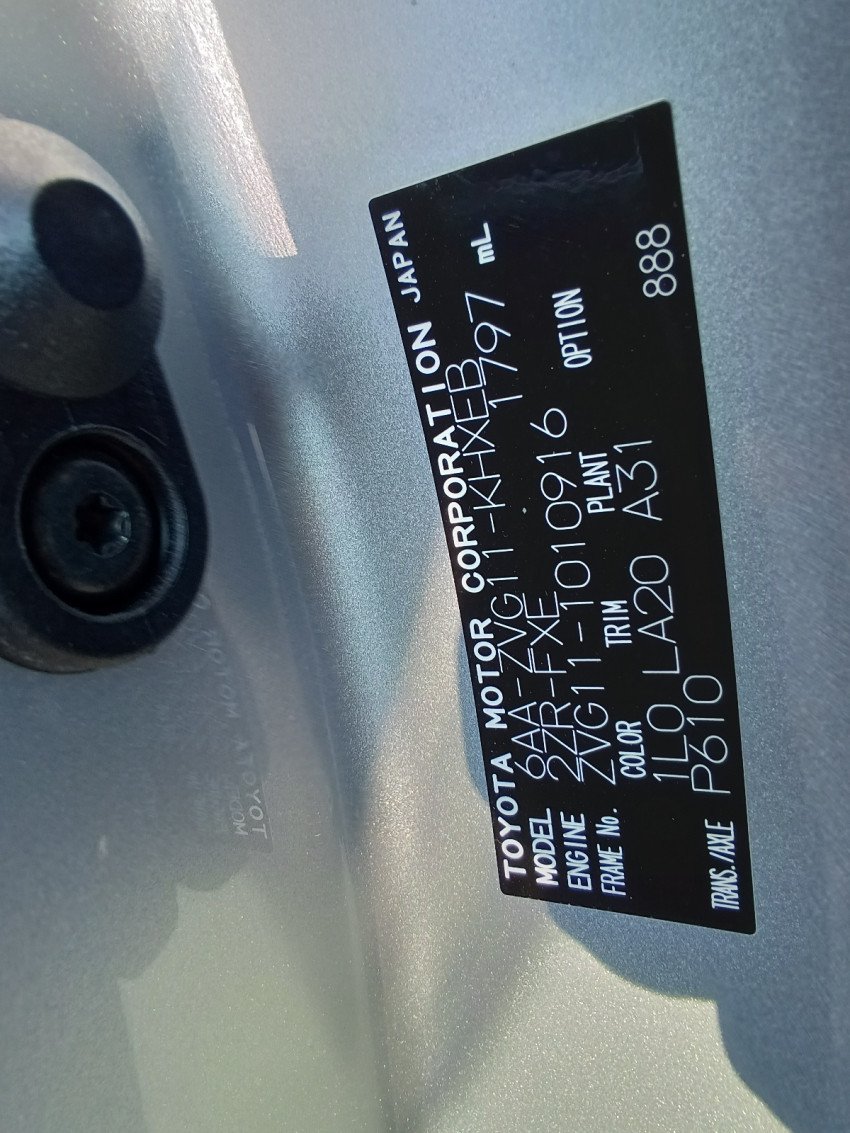 TOYOTA MOTOR CORPORATION JAPAN
MODEL 6AA-ZVG11-KHXEB
ENGINE 2ZR-FXE 1797 mL
FRAME No. ZVG11-1010916
COLOR TRIM PLANT OPTION
1L0 LA20 A31 888
TRANS./AXLE P610